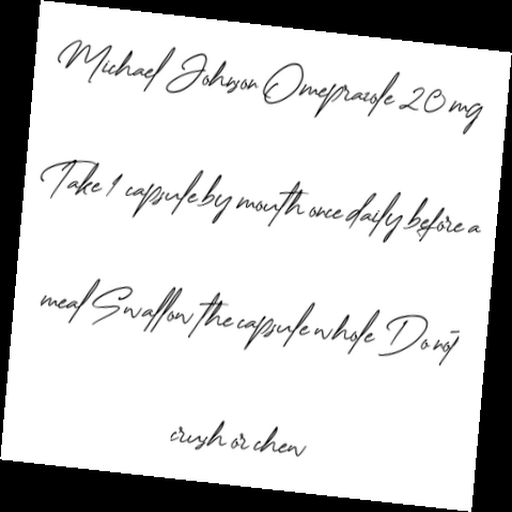 Michael Johnson Omeprazole 20 mg
Take 1 capsule by mouth once daily before a
meal Swallow the capsule whole Do not
crush or chew